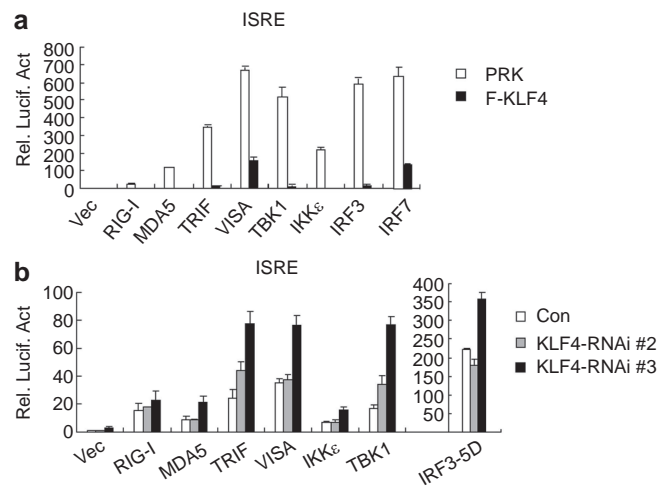 a
ISRE
Rel. Lucif. Act
800
700
600
500
400
300
200
100
0
PRK
F-KLF4
Vec
RIG-I
MDA5
TRIF
VISA
TBK1
IKKε
IRF3
IRF7
b
ISRE
Rel. Lucif. Act
100
80
60
40
20
0
400
350
300
250
200
150
100
50
Con
KLF4-RNAi #2
KLF4-RNAi #3
Vec
RIG-I
MDA5
TRIF
VISA
IKKε
TBK1
IRF3-5D